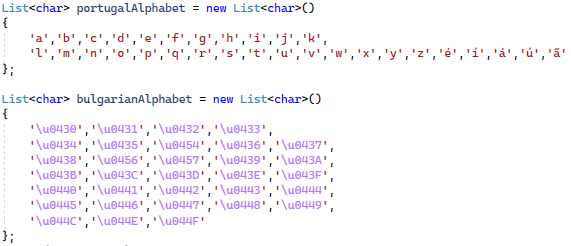 List<char> portugalAlphabet = new List<char>()
{
'a','b','c','d','e','f','g','h','i','j','k',
'l','m','n','o','p','q','r','s','t','u','v','w','x','y','z','é','í','á','ú','ã'
};
List<char> bulgarianAlphabet = new List<char>()
{
'\u0430','\u0431','\u0432','\u0433',
'\u0434','\u0435','\u0454','\u0436','\u0437',
'\u0438','\u0456','\u0457','\u0439','\u043A',
'\u043B','\u043C','\u043D','\u043E','\u043F',
'\u0440','\u0441','\u0442','\u0443','\u0444',
'\u0445','\u0446','\u0447','\u0448','\u0449',
'\u044C','\u044E','\u044F'
};